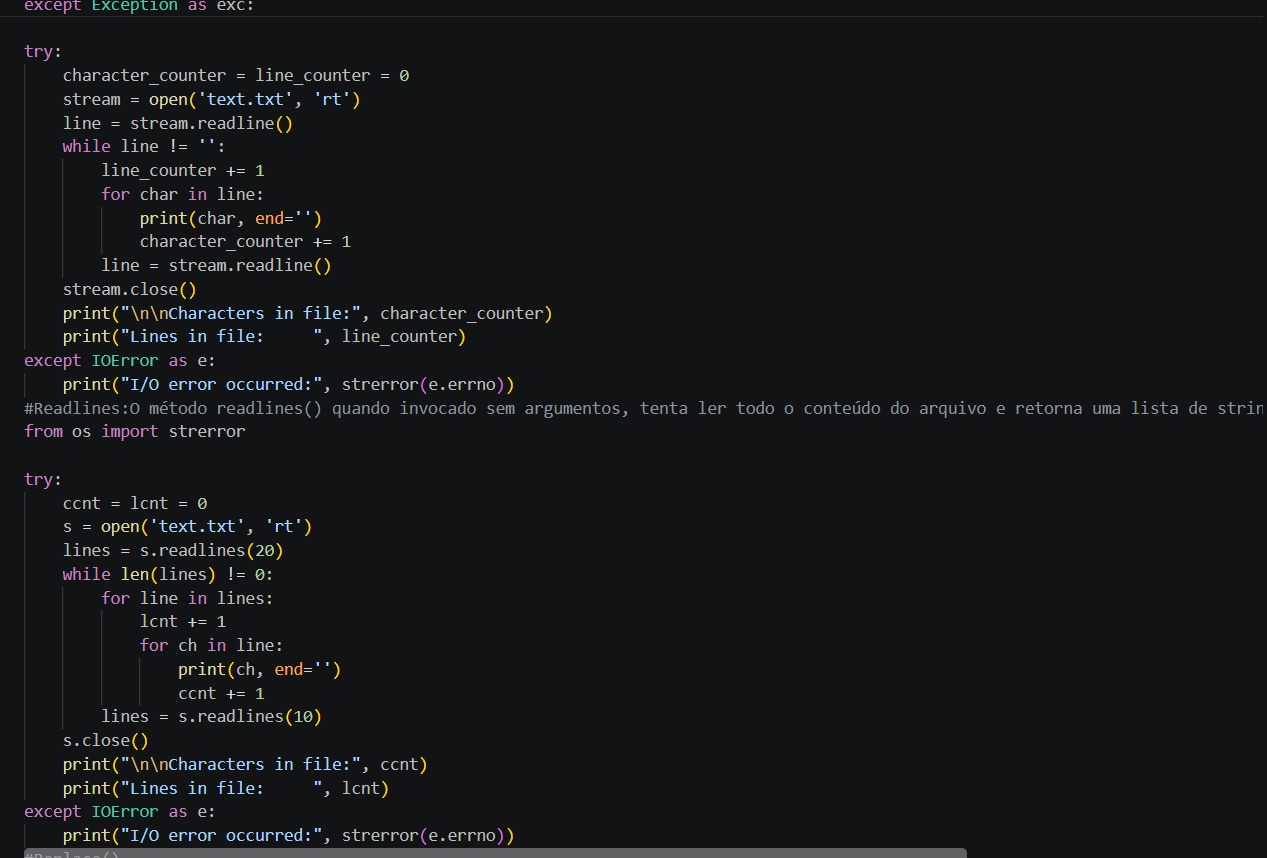 except Exception as exc:
try:
    character_counter = line_counter = 0
    stream = open('text.txt', 'rt')
    line = stream.readline()
    while line != '':
        line_counter += 1
        for char in line:
            print(char, end='')
            character_counter += 1
        line = stream.readline()
    stream.close()
    print("\n\nCharacters in file:", character_counter)
    print("Lines in file:     ", line_counter)
except IOError as e:
    print("I/O error occurred:", strerror(e.errno))
#Readlines:O método readlines() quando invocado sem argumentos, tenta ler todo o conteúdo do arquivo e retorna uma lista de strin
from os import strerror
try:
    ccnt = lcnt = 0
    s = open('text.txt', 'rt')
    lines = s.readlines(20)
    while len(lines) != 0:
        for line in lines:
            lcnt += 1
            for ch in line:
                print(ch, end='')
                ccnt += 1
        lines = s.readlines(10)
    s.close()
    print("\n\nCharacters in file:", ccnt)
    print("Lines in file:     ", lcnt)
except IOError as e:
    print("I/O error occurred:", strerror(e.errno))